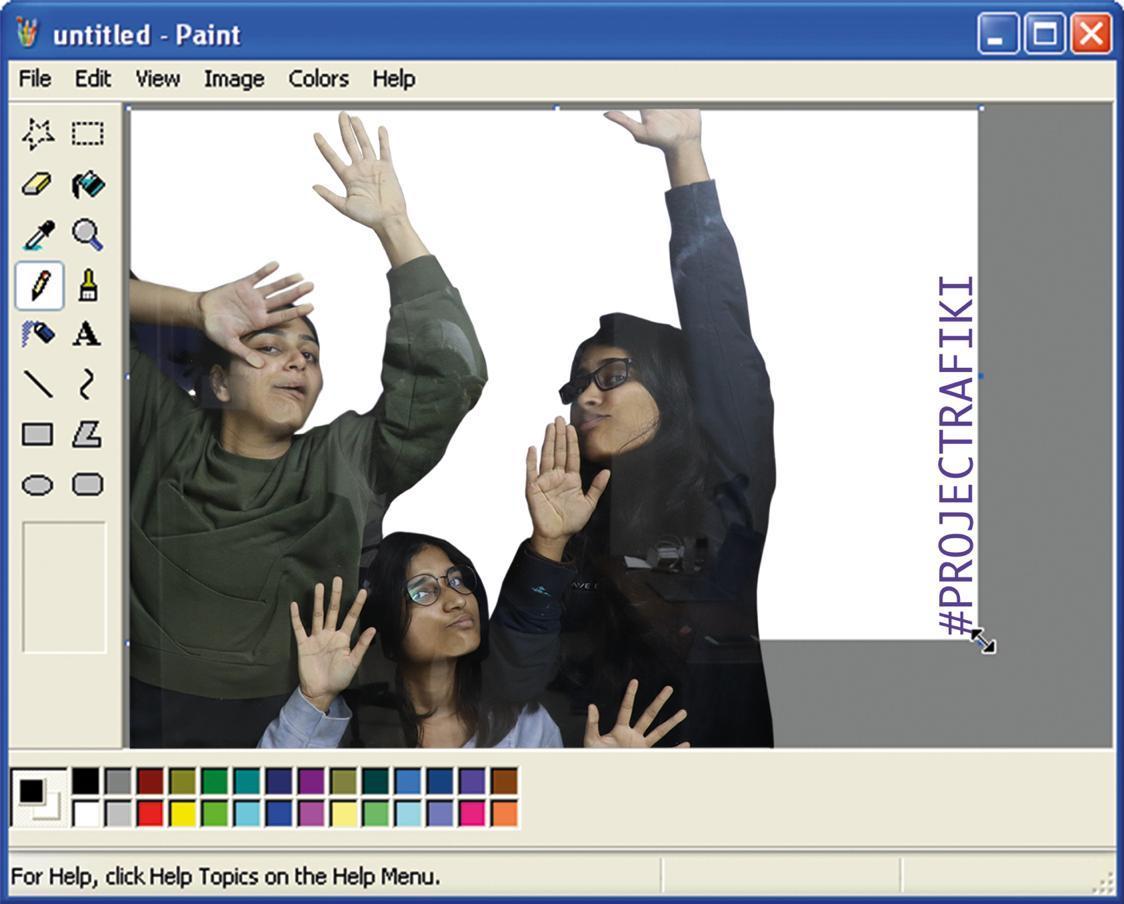 untitled - Paint
File Edit View Image Colors Help
A
#PROJECTRAFIKI
For Help, click Help Topics on the Help Menu.